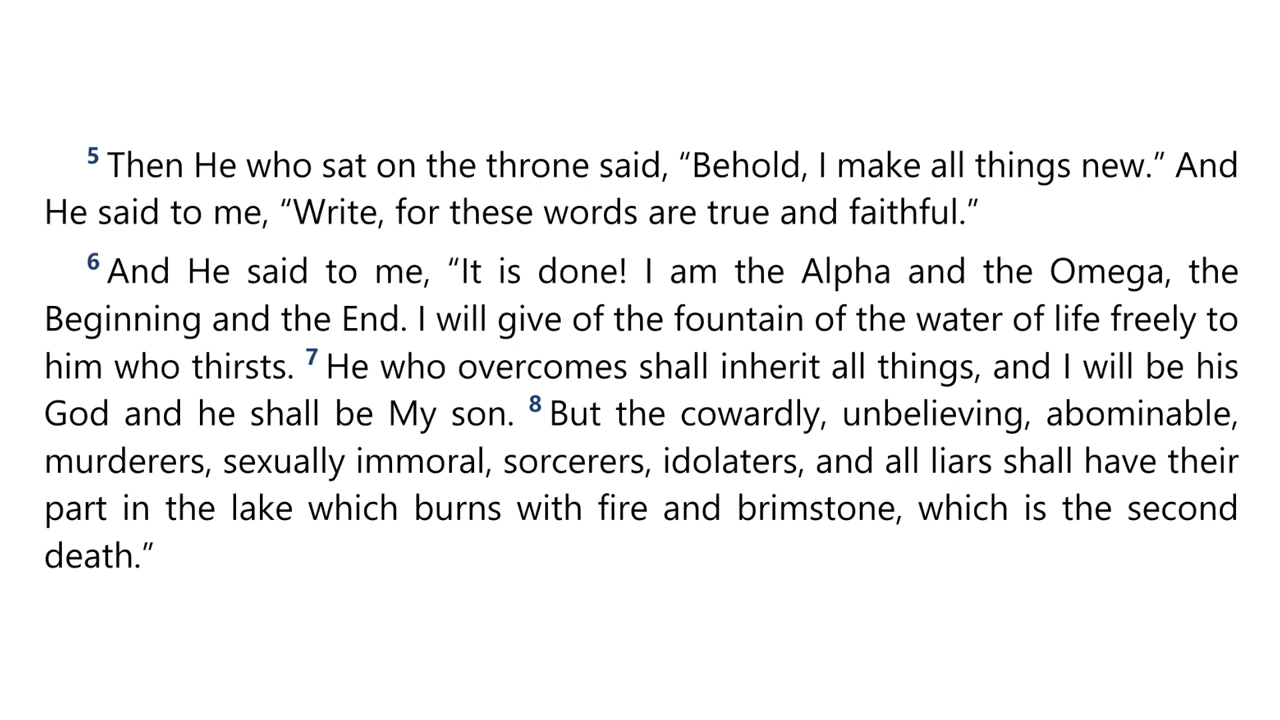 5 Then He who sat on the throne said, “Behold, I make all things new.” And
He said to me, “Write, for these words are true and faithful.”
6 And He said to me, “It is done! I am the Alpha and the Omega, the
Beginning and the End. I will give of the fountain of the water of life freely to
him who thirsts. 7 He who overcomes shall inherit all things, and I will be his
God and he shall be My son. 8 But the cowardly, unbelieving, abominable,
murderers, sexually immoral, sorcerers, idolaters, and all liars shall have their
part in the lake which burns with fire and brimstone, which is the second
death.”